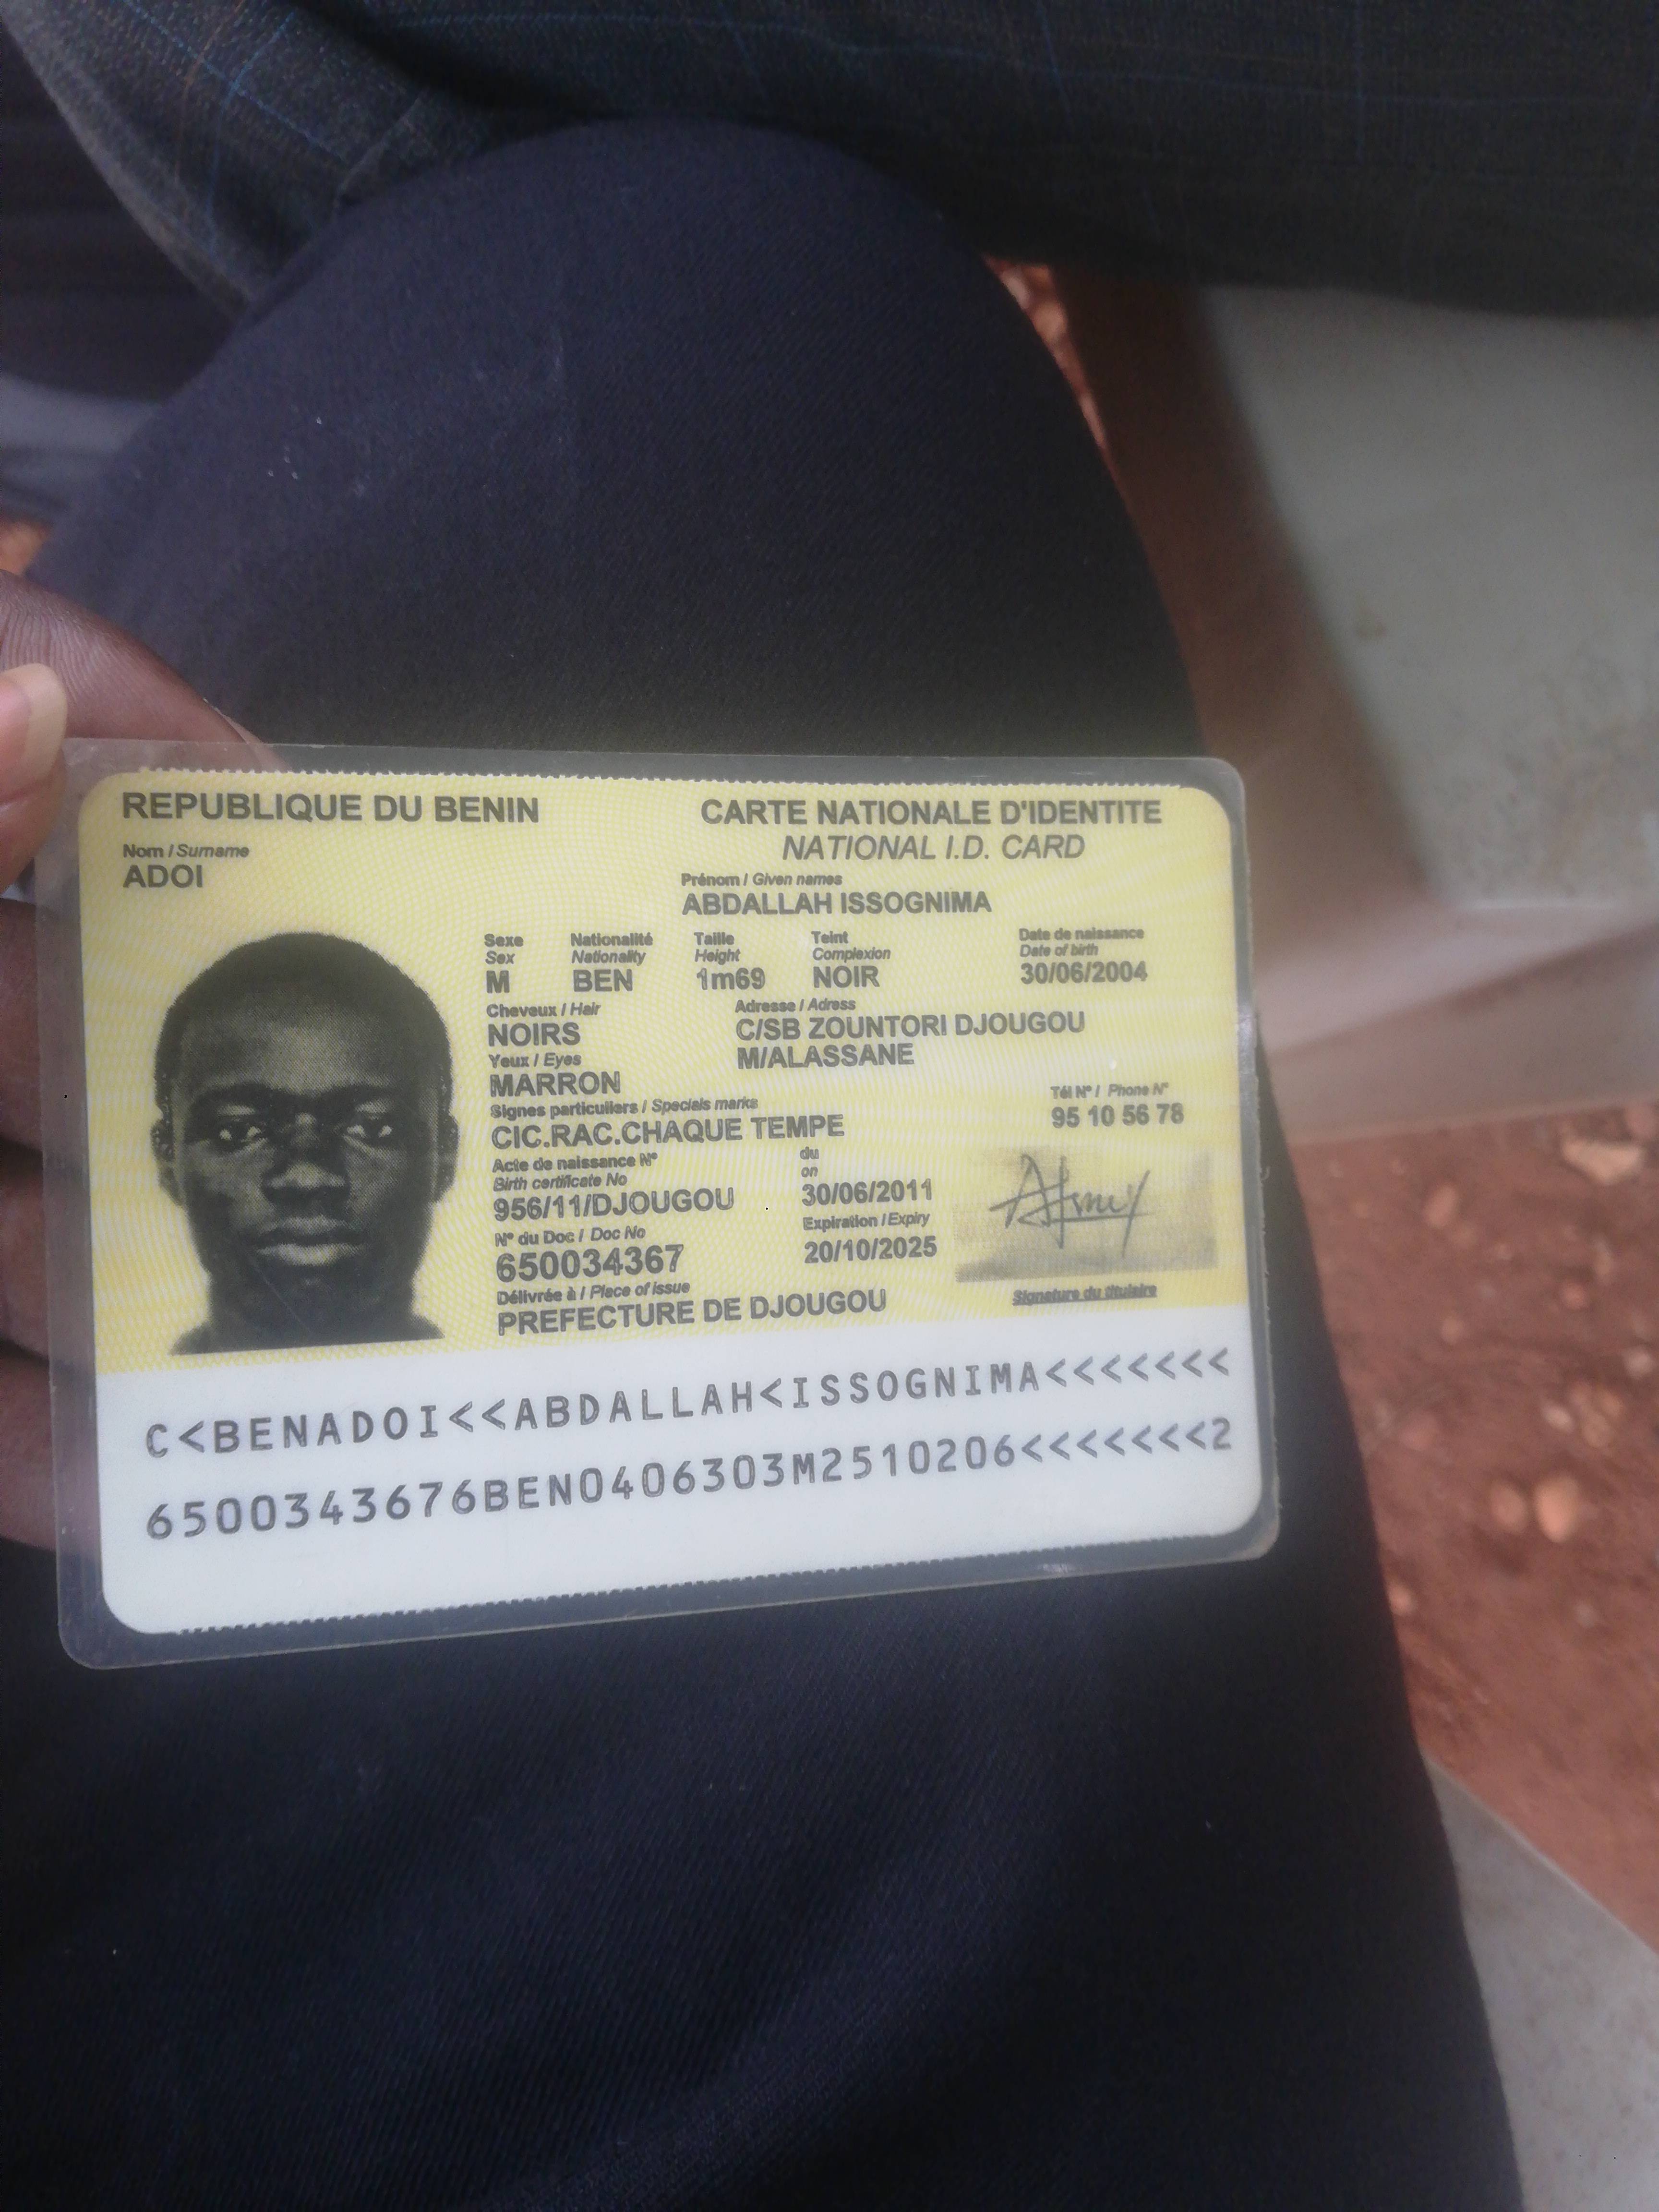 REPUBLIQUE DU BENIN
CARTE NATIONALE D'IDENTITE
NATIONAL I.D. CARD
Nom / Surname
ADOI
Prénom / Given names
ABDALLAH ISSOGNIMA
Sexe Nationalité Taille Teint Date de naissance
Sex Nationality Height Complexion Date of birth
M BEN 1m69 NOIR 30/06/2004
Cheveux / Hair Adresse / Adress
NOIRS C/SB ZOUNTORI DJOUGOU
Yeux / Eyes M/ALASSANE
MARRON
Tél N° / Phone N°
95 10 56 78
Signes particuliers / Specials marks
CIC.RAC.CHAQUE TEMPE
Acte de naissance N° du
Birth certificate No on
956/11/DJOUGOU 30/06/2011
N° du Doc / Doc No Expiration / Expiry
650034367 20/10/2025
Délivrée à / Place of issue
PREFECTURE DE DJOUGOU
Signature du titulaire
C<BENADOI<<ABDALLAH<ISSOGNIMA<<<<<<<
6500343676BEN0406303M2510206<<<<<<<2